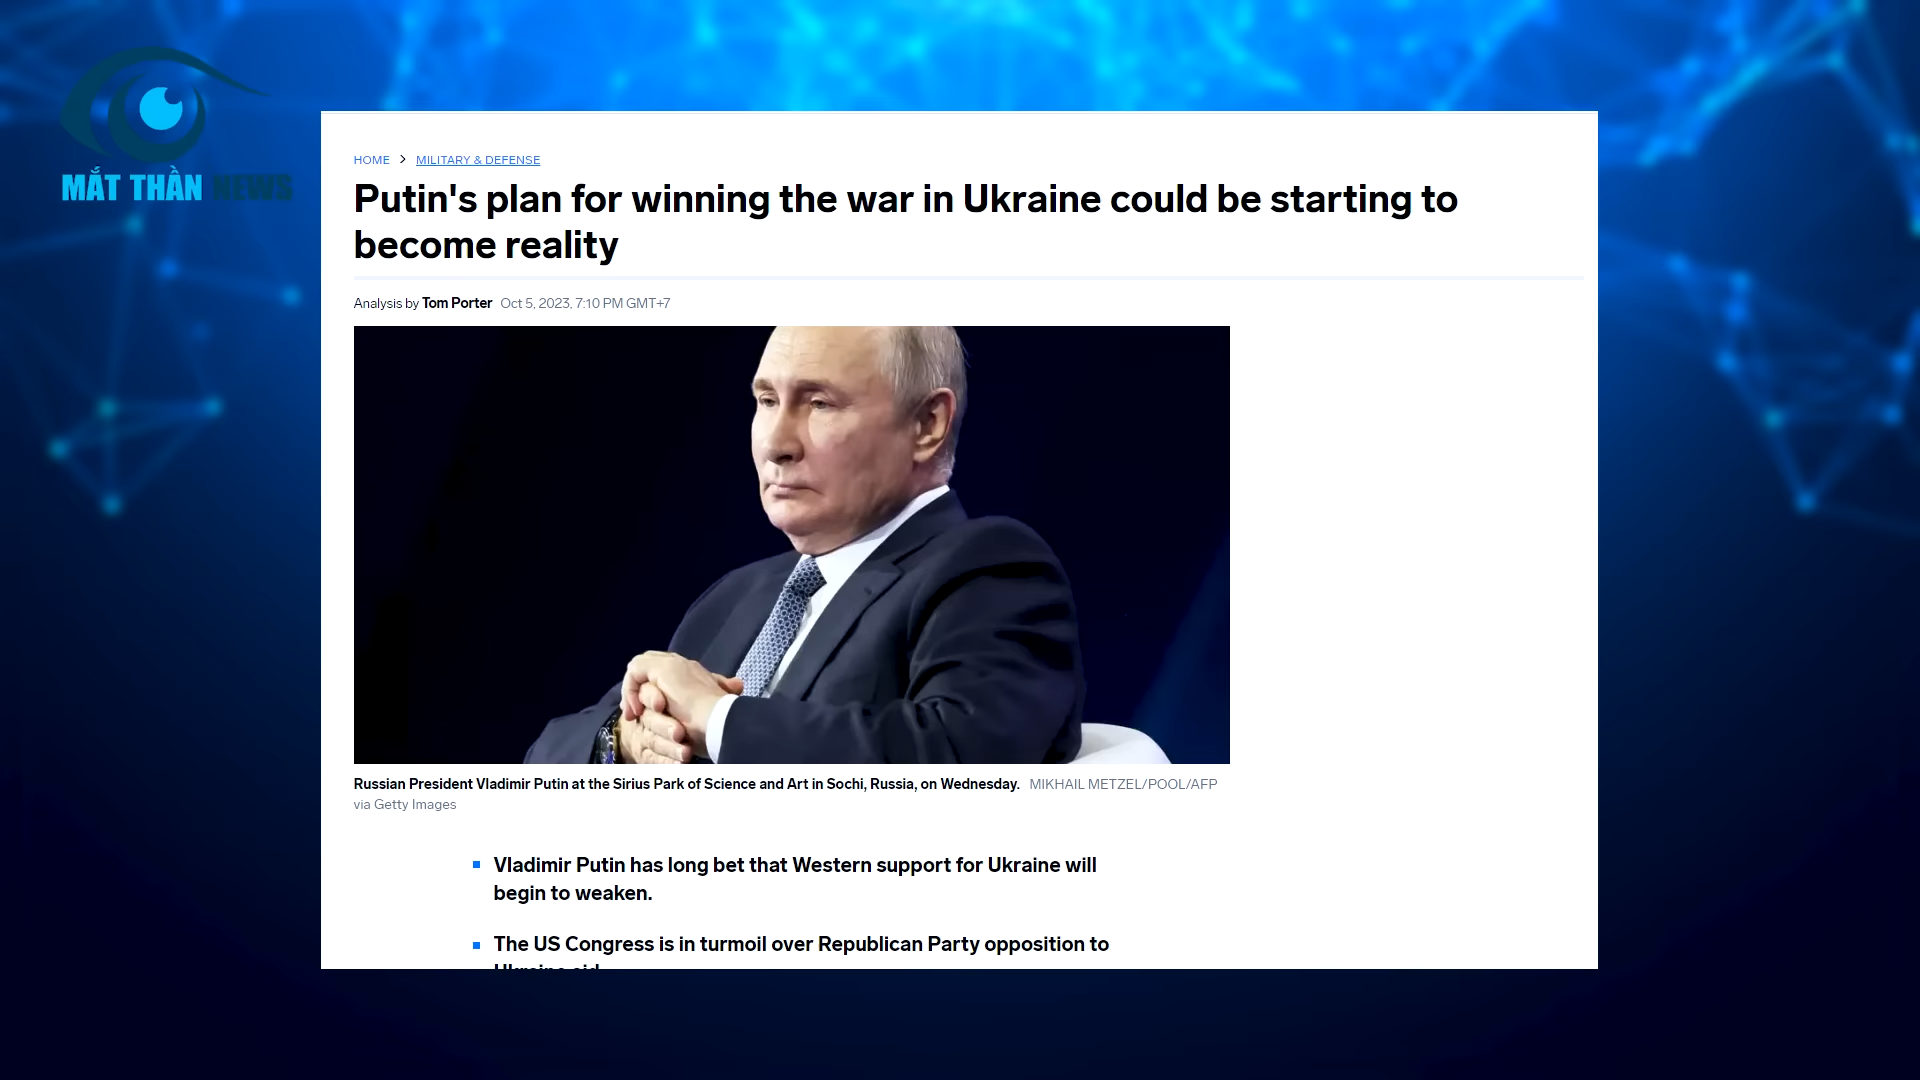 MẮT THẦN NEWS
HOME > MILITARY & DEFENSE
Putin's plan for winning the war in Ukraine could be starting to
become reality
Analysis by Tom Porter Oct 5, 2023, 7:10 PM GMT+7
Russian President Vladimir Putin at the Sirius Park of Science and Art in Sochi, Russia, on Wednesday. MIKHAIL METZEL/POOL/AFP
via Getty Images
Vladimir Putin has long bet that Western support for Ukraine will
begin to weaken.
The US Congress is in turmoil over Republican Party opposition to
Ukraine aid